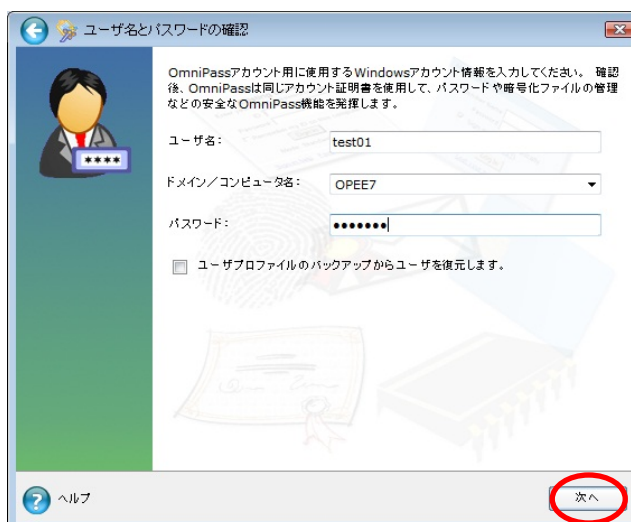 ユーザ名とパスワードの確認
OmniPassアカウント用に使用するWindowsアカウント情報を入力してください。 確認
後、OmniPassは同じアカウント証明書を使用して、パスワードや暗号化ファイルの管理
などの安全なOmniPass機能を発揮します。
ユーザ名：
test01
****
ドメイン／コンピュータ名：
OPEE7
パスワード：
•••••••
ユーザプロファイルのバックアップからユーザを復元します。
? ヘルプ
次へ